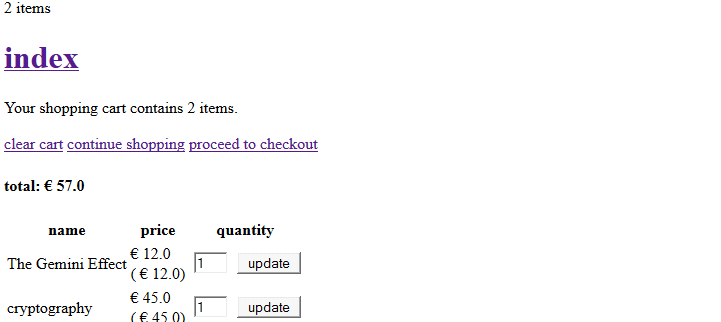 2 items
index
Your shopping cart contains 2 items.
clear cart continue shopping proceed to checkout
total: € 57.0
name price quantity
The Gemini Effect € 12.0 1 update
( € 12.0)
cryptography € 45.0 1 update
( € 45.0)